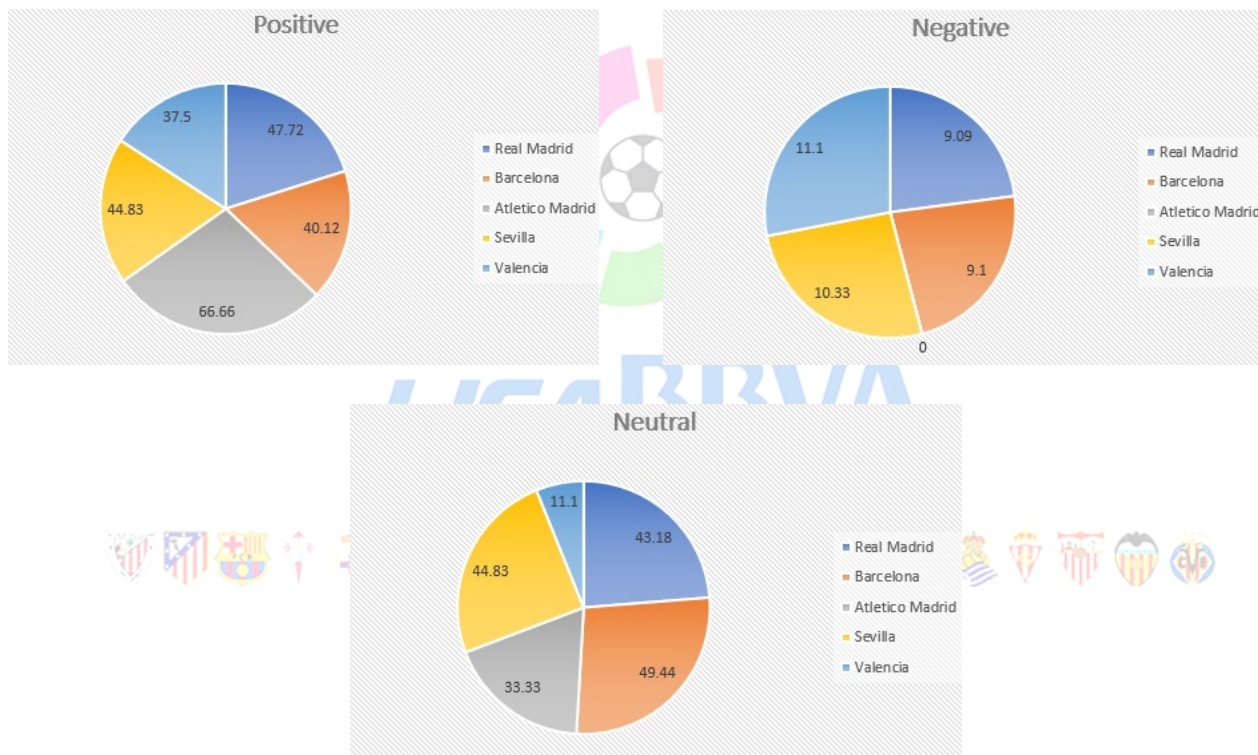 Positive
37.5
47.72
44.83
40.12
66.66
Real Madrid
Barcelona
Atletico Madrid
Sevilla
Valencia
Negative
11.1
9.09
10.33
9.1
0
Real Madrid
Barcelona
Atletico Madrid
Sevilla
Valencia
BBVA
Neutral
11.1
43.18
44.83
33.33
49.44
Real Madrid
Barcelona
Atletico Madrid
Sevilla
Valencia